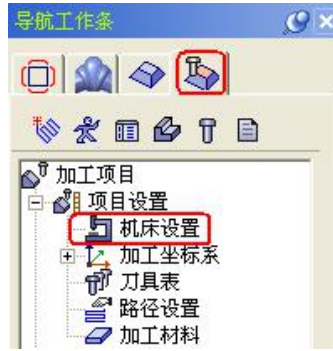 导航工作条
加工项目
项目设置
机床设置
加工坐标系
刀具表
路径设置
加工材料